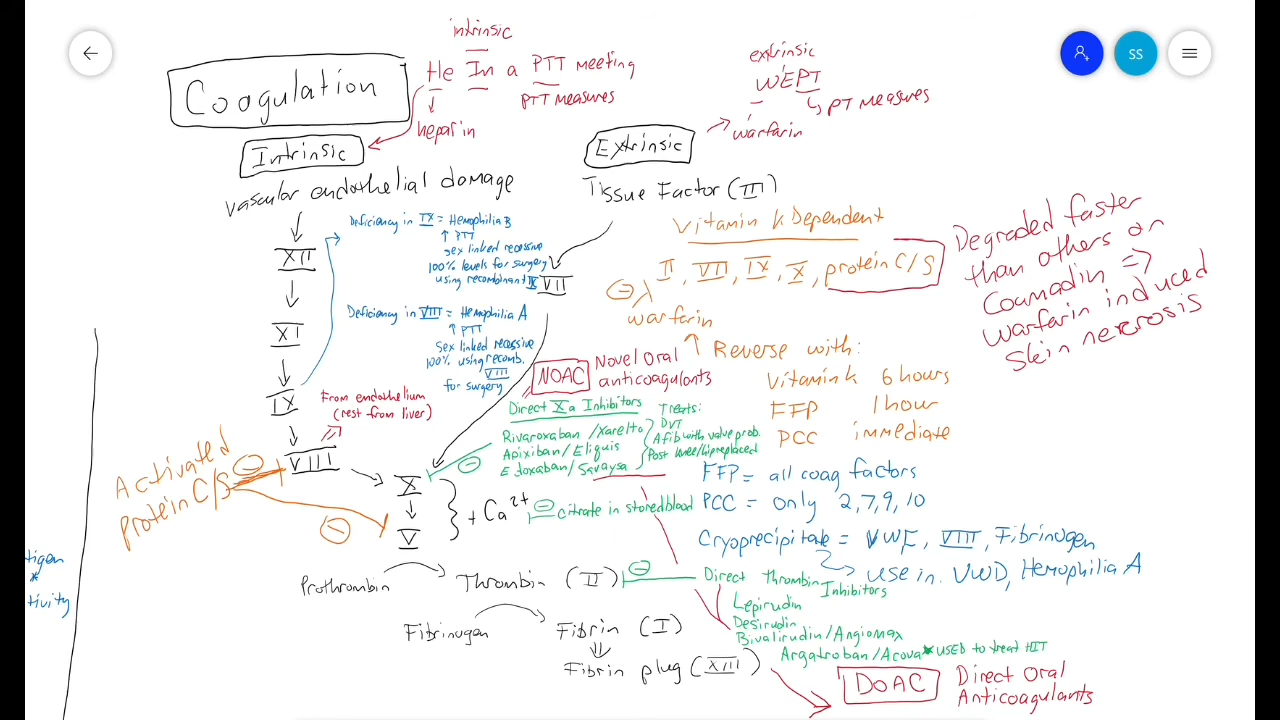 Coagulation
intrinsic
He In a PTT meeting
PTT measures
heparin
extrinsic
WEPT
PT measures
warfarin
SS
Intrinsic
vascular endothelial damage
XII
XI
IX
VIII
Deficiency in IX = Hemophilia B
↑ PTT
sex linked recessive
100% levels for surgery
using recombinant IX
Deficiency in VIII = Hemophilia A
↑ PTT
sex linked recessive
100% using recomb.
VIII
for surgery
From endothelium
(rest from liver)
Activated
protein C/S
Extrinsic
Tissue Factor (III)
VII
X
V
+ Ca2+
citrate in stored blood
Prothrombin
Thrombin (II)
Fibrinogen
Fibrin (I)
Fibrin plug (XIII)
Vitamin K Dependent
II, VII, IX, X, protein C/S
warfarin
Degraded faster
than others on
Coumadin ⇒
warfarin induced
skin necrosis
Reverse with:
Vitamin K 6 hours
FFP 1 hour
PCC immediate
NOAC
Novel Oral
anticoagulants
Direct Xa Inhibitors
Rivaroxaban / Xarelto
Apixiban / Eliquis
Edoxaban / Savaysa
Treats:
DVT
Afib with valve prob.
Post knee/hip replaced
FFP = all coag factors
PCC = only 2, 7, 9, 10
Cryoprecipitate = VWF, VIII, Fibrinogen
use in VWD, Hemophilia A
Direct thrombin
Inhibitors
Lepirudin
Desirudin
Bivalirudin / Angiomax
Argatroban / Acova * USED to treat HIT
DOAC
Direct Oral
Anticoagulants
tigen
*
tivity